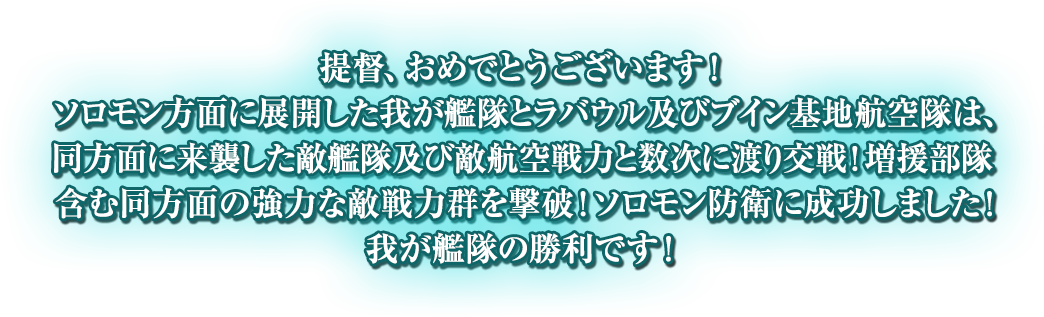 提督、おめでとうございます！
ソロモン方面に展開した我が艦隊とラバウル及びブイン基地航空隊は、
同方面に来襲した敵艦隊及び敵航空戦力と数次に渡り交戦！増援部隊
含む同方面の強力な敵戦力群を撃破！ソロモン防衛に成功しました！
我が艦隊の勝利です！